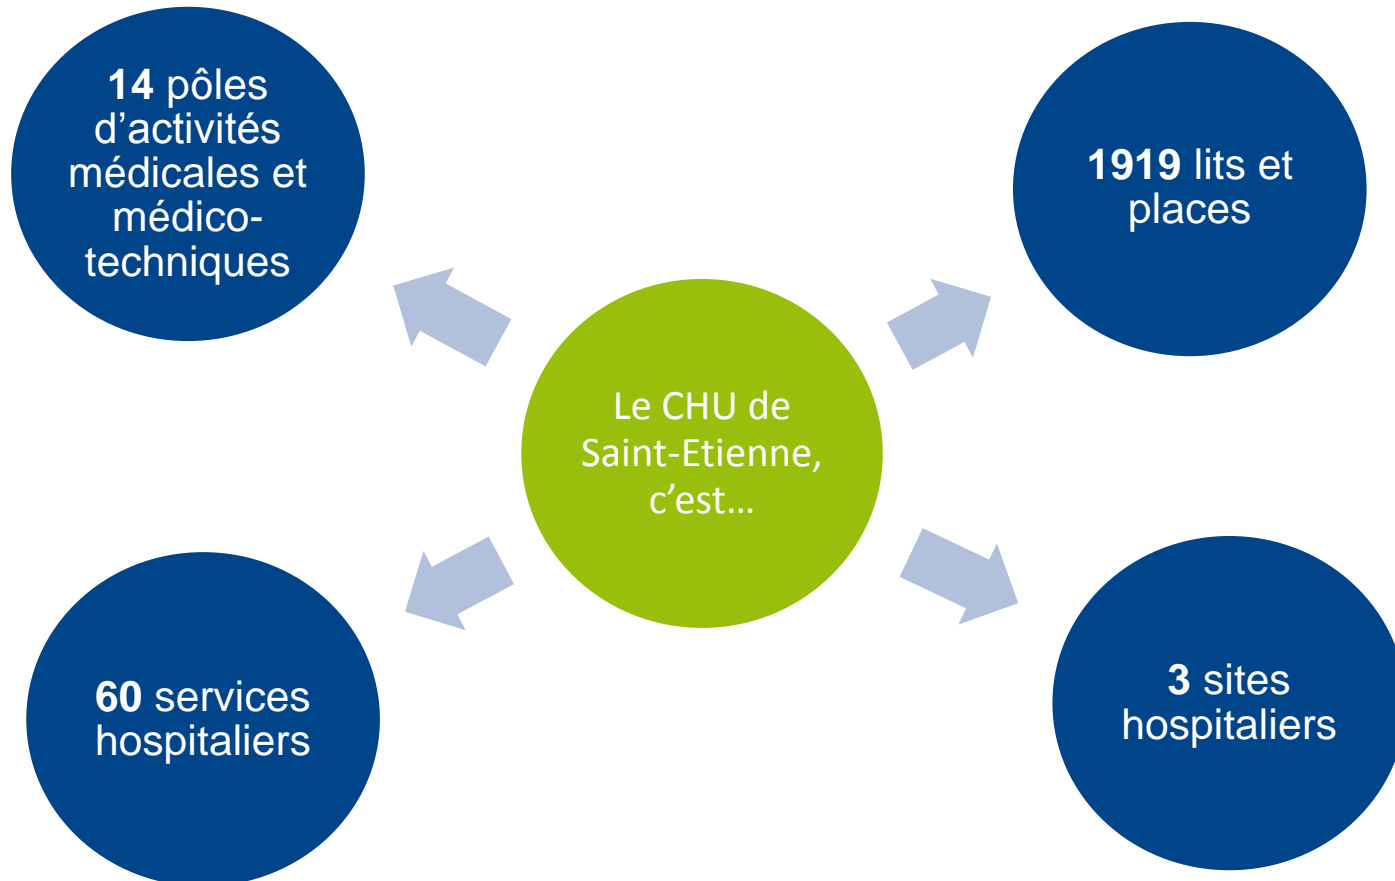 14 pôles
d’activités
médicales et
médico-
techniques
1919 lits et
places
Le CHU de
Saint-Etienne,
c’est…
60 services
hospitaliers
3 sites
hospitaliers